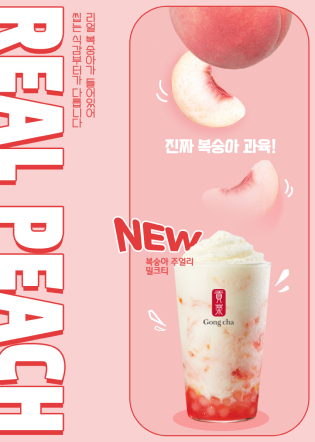 REAL PEACH
리얼 복숭아가 들어있어
씹는 식감부터가 다릅니다
진짜 복숭아 과육!
NEW
복숭아 쥬얼리
밀크티
貢茶
Gong cha